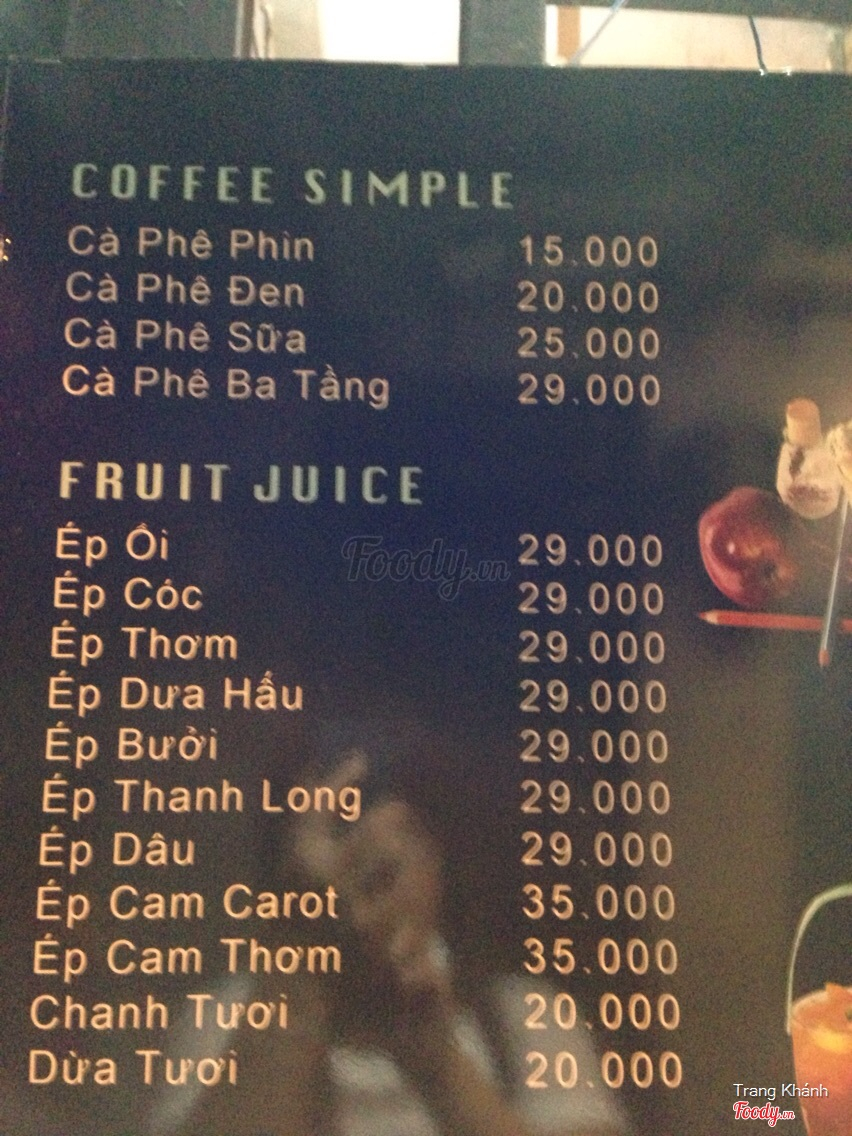 COFFEE SIMPLE
Cà Phê Phin 15.000
Cà Phê Đen 20.000
Cà Phê Sữa 25.000
Cà Phê Ba Tầng 29.000
FRUIT JUICE
Ép Ổi 29.000
Ép Cóc 29.000
Ép Thơm 29.000
Ép Dưa Hấu 29.000
Ép Bưởi 29.000
Ép Thanh Long 29.000
Ép Dâu 29.000
Ép Cam Carot 35.000
Ép Cam Thơm 35.000
Chanh Tươi 20.000
Dừa Tươi 20.000
Foody.vn
Trang Khánh
Foody.vn